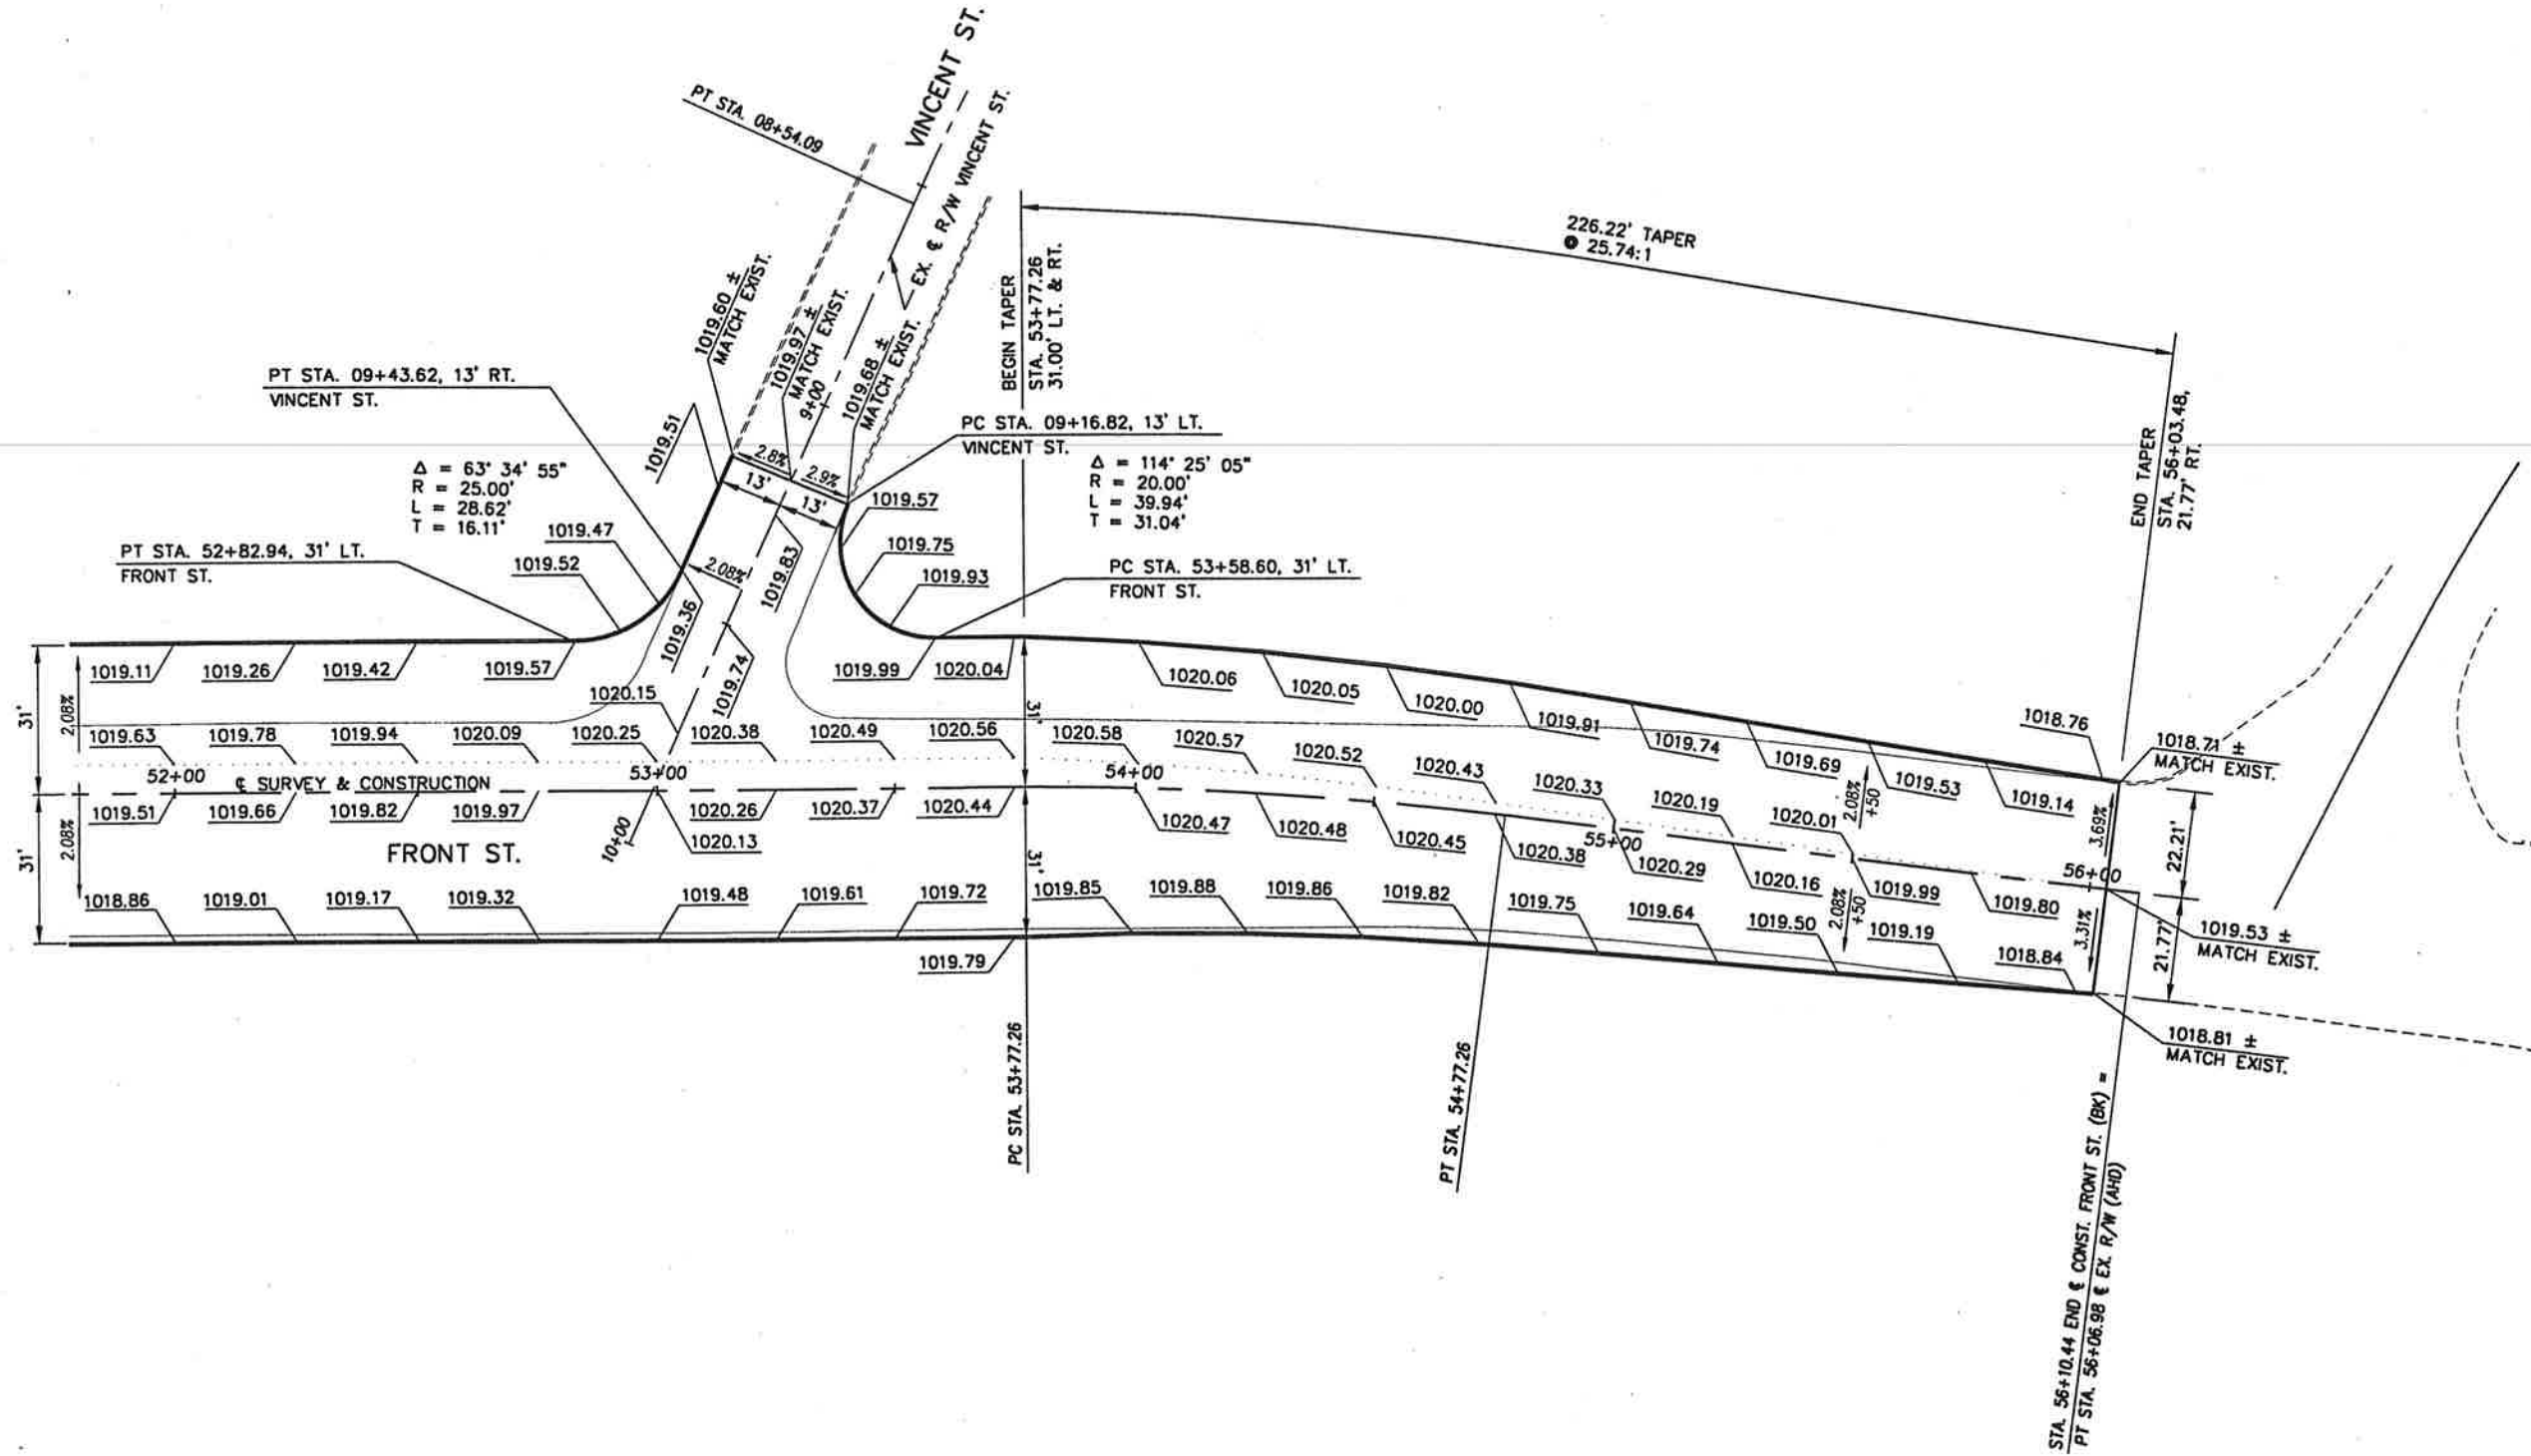 VINCENT ST.
PT STA. 08+54.09
EX. ℄ R/W VINCENT ST.
226.22' TAPER
@ 25.74:1
BEGIN TAPER
STA. 53+77.26
31.00' LT. & RT.
1019.60 ±
MATCH EXIST.
1019.97 ±
MATCH EXIST.
9+00
1019.68 ±
MATCH EXIST.
PT STA. 09+43.62, 13' RT.
VINCENT ST.
1019.51
PC STA. 09+16.82, 13' LT.
VINCENT ST.
END TAPER
STA. 56+03.48,
21.77' RT.
Δ = 63° 34' 55"
R = 25.00'
L = 28.62'
T = 16.11'
2.8%
2.9%
13'
13'
Δ = 114° 25' 05"
R = 20.00'
L = 39.94'
T = 31.04'
1019.57
1019.47
1019.75
PT STA. 52+82.94, 31' LT.
FRONT ST.
1019.52
2.08%
1019.83
1019.93
PC STA. 53+58.60, 31' LT.
FRONT ST.
1019.36
1019.74
1019.11
1019.26
1019.42
1019.57
1019.99
1020.04
1020.06
1020.05
1020.00
1019.91
1019.74
1019.69
1019.53
1019.14
1018.76
1018.71 ±
MATCH EXIST.
31'
2.08%
1020.15
31'
1019.63
1019.78
1019.94
1020.09
1020.25
1020.38
1020.49
1020.56
1020.58
1020.57
1020.52
1020.43
1020.33
1020.19
1020.01
2.08%
+50
3.69%
22.21'
52+00
℄ SURVEY & CONSTRUCTION
53+00
54+00
55+00
56+00
1019.51
1019.66
1019.82
1019.97
1020.13
1020.26
1020.37
1020.44
1020.47
1020.48
1020.45
1020.38
1020.29
1020.16
1019.99
1019.80
1019.53 ±
MATCH EXIST.
31'
2.08%
FRONT ST.
10+00
31'
2.08%
+50
3.31%
21.77'
1018.86
1019.01
1019.17
1019.32
1019.48
1019.61
1019.72
1019.79
1019.85
1019.88
1019.86
1019.82
1019.75
1019.64
1019.50
1019.19
1018.84
1018.81 ±
MATCH EXIST.
PC STA. 53+77.26
PT STA. 54+77.26
STA. 56+10.44 END ℄ CONST. FRONT ST. (BK) =
PT STA. 56+06.98 ℄ EX. R/W (AHD)